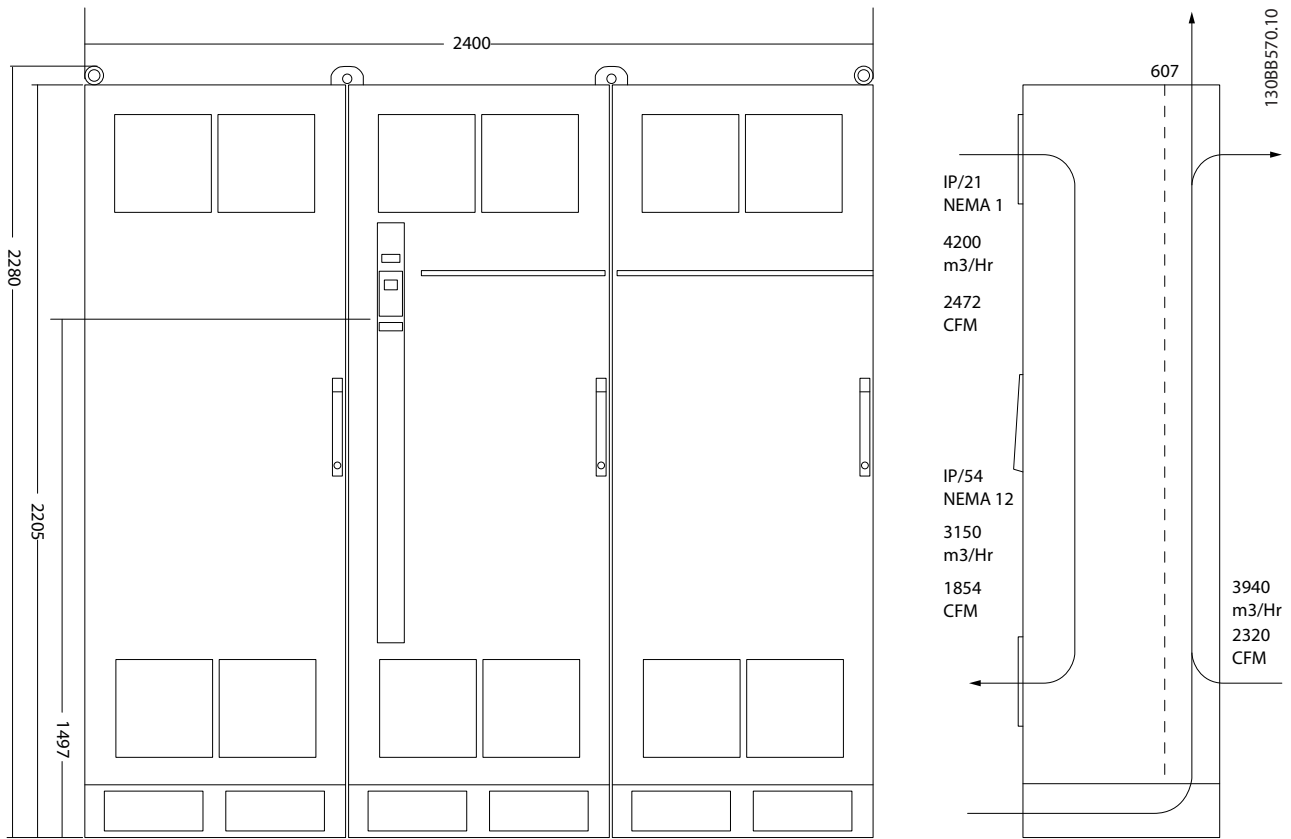 2400
2280
2205
1497
607
130BB570.10
IP/21
NEMA 1
4200
m3/Hr
2472
CFM
IP/54
NEMA 12
3150
m3/Hr
1854
CFM
3940
m3/Hr
2320
CFM